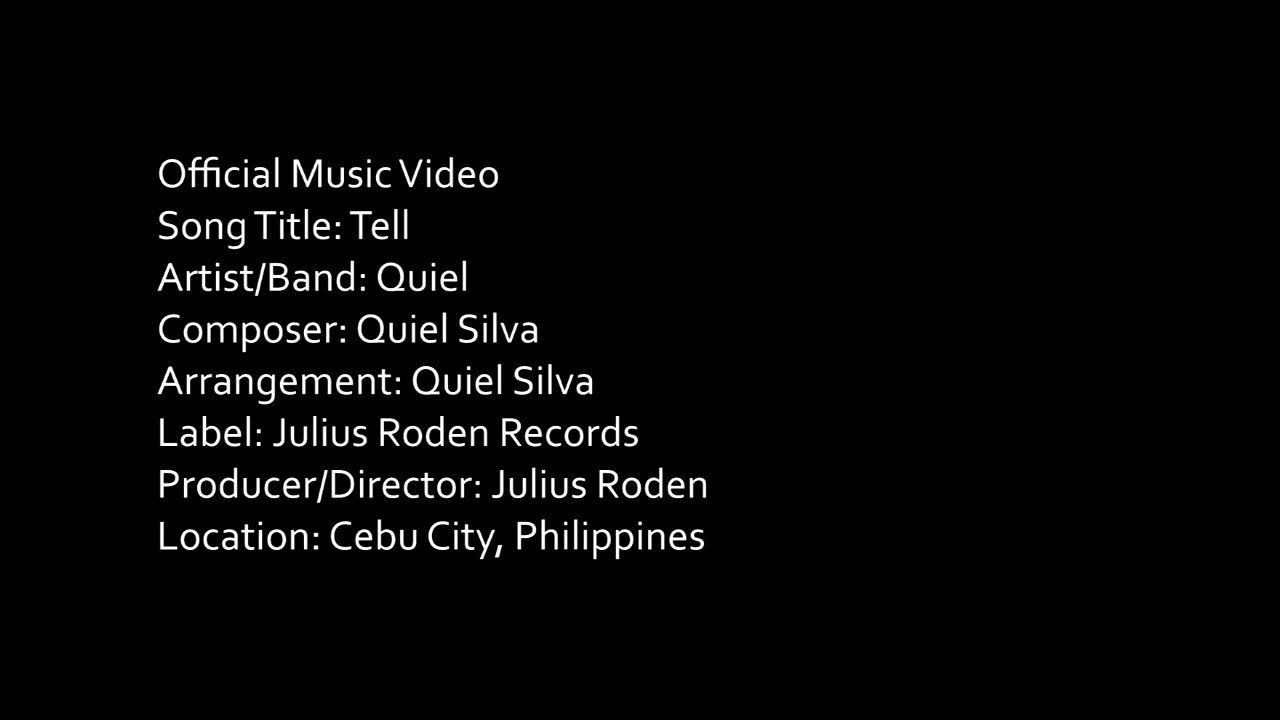 Official Music Video
Song Title: Tell
Artist/Band: Quiel
Composer: Quiel Silva
Arrangement: Quiel Silva
Label: Julius Roden Records
Producer/Director: Julius Roden
Location: Cebu City, Philippines